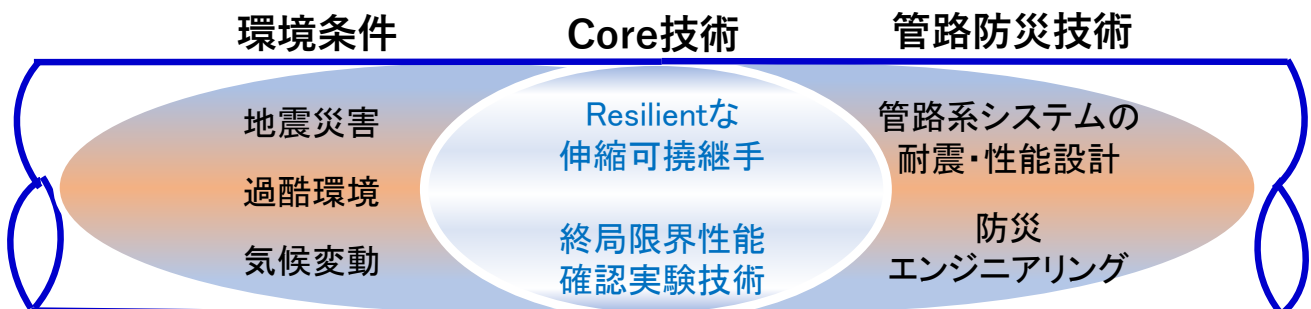 環境条件
Core技術
管路防災技術
地震災害
過酷環境
気候変動
Resilientな
伸縮可撓継手
終局限界性能
確認実験技術
管路系システムの
耐震・性能設計
防災
エンジニアリング